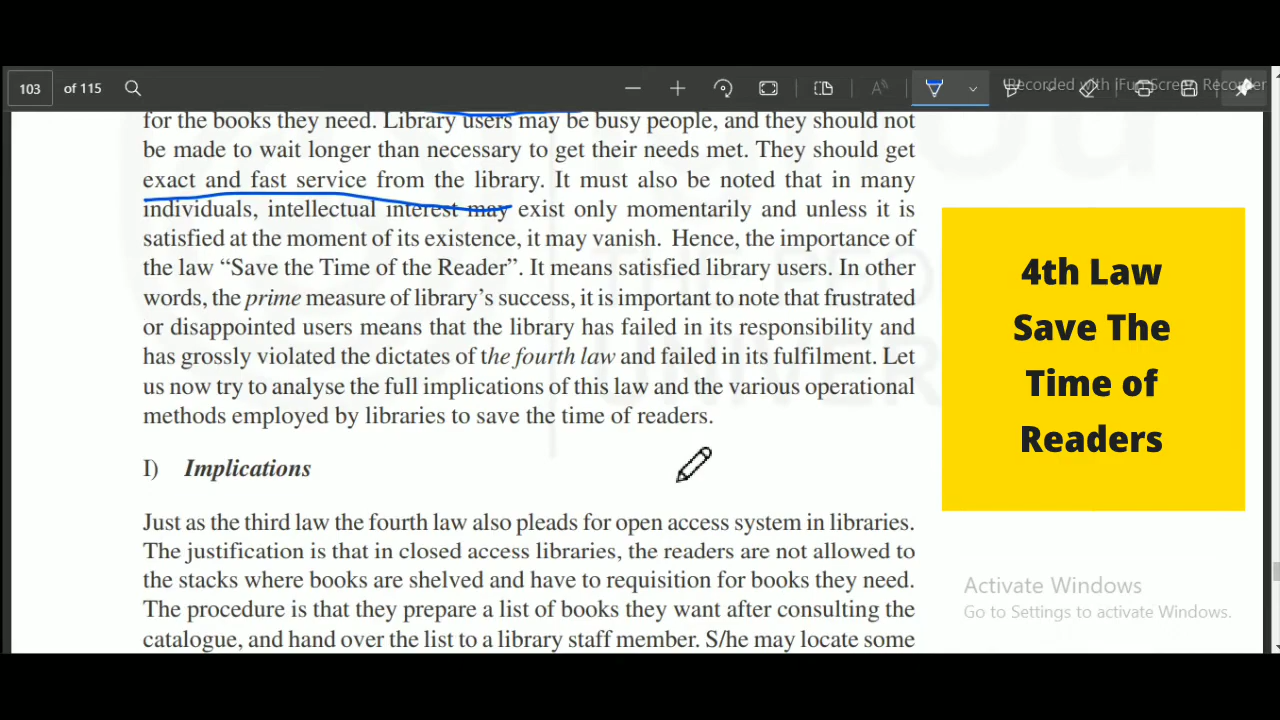 103 of 115
Recorded with iFun Screen Recorder
for the books they need. Library users may be busy people, and they should not
be made to wait longer than necessary to get their needs met. They should get
exact and fast service from the library. It must also be noted that in many
individuals, intellectual interest may exist only momentarily and unless it is
satisfied at the moment of its existence, it may vanish. Hence, the importance of
the law “Save the Time of the Reader”. It means satisfied library users. In other
words, the prime measure of library’s success, it is important to note that frustrated
or disappointed users means that the library has failed in its responsibility and
has grossly violated the dictates of the fourth law and failed in its fulfilment. Let
us now try to analyse the full implications of this law and the various operational
methods employed by libraries to save the time of readers.
I) Implications
Just as the third law the fourth law also pleads for open access system in libraries.
The justification is that in closed access libraries, the readers are not allowed to
the stacks where books are shelved and have to requisition for books they need.
The procedure is that they prepare a list of books they want after consulting the
catalogue, and hand over the list to a library staff member. S/he may locate some
4th Law
Save The
Time of
Readers
Activate Windows
Go to Settings to activate Windows.